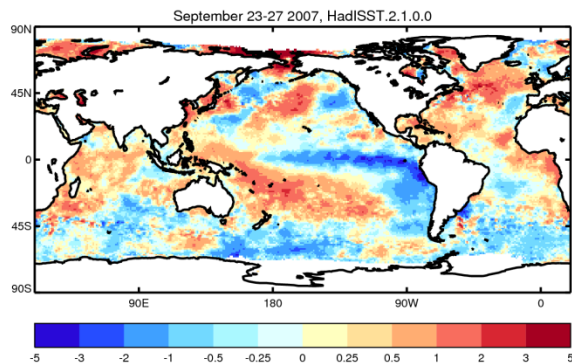 September 23-27 2007, HadISST.2.1.0.0
90N
45N
0
45S
90S
90E 180 90W 0
-5 -3 -2 -1 -0.5 -0.25 0 0.25 0.5 1 2 3 5